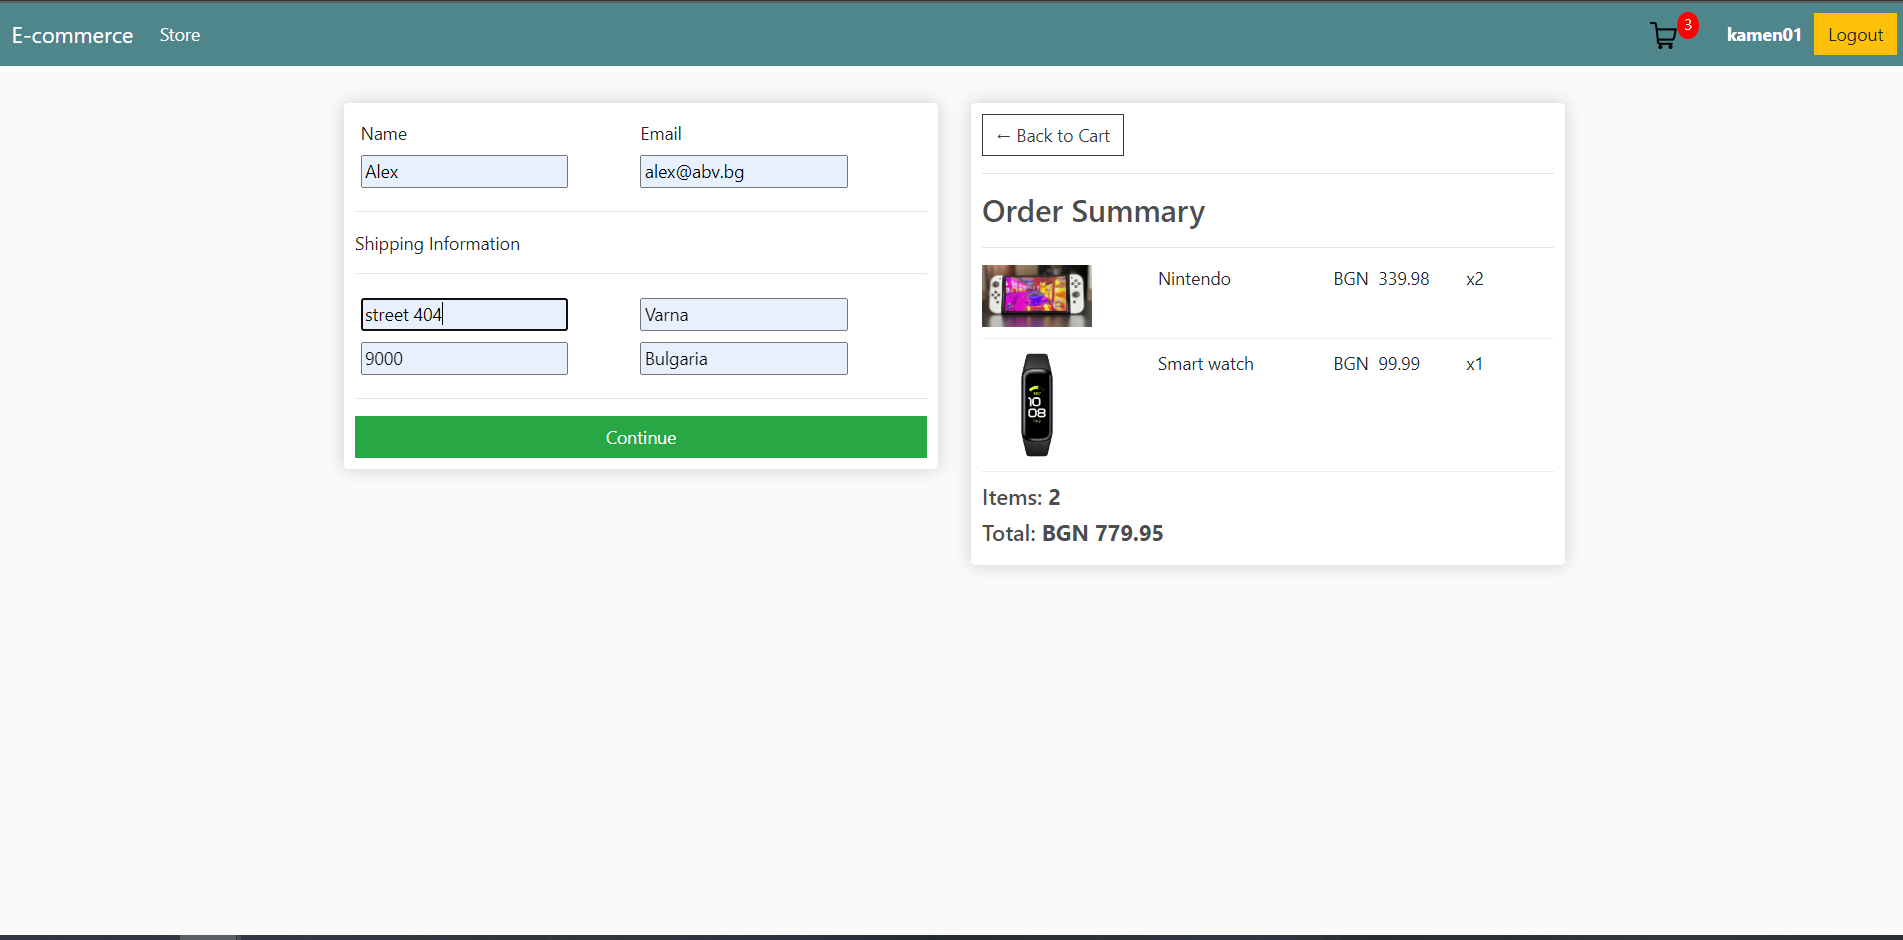 E-commerce Store 3 kamen01 Logout
Name Email
Alex alex@abv.bg
Shipping Information
street 404 Varna
9000 Bulgaria
Continue
← Back to Cart
Order Summary
Nintendo BGN 339.98 x2
10
08
Smart watch BGN 99.99 x1
Items: 2
Total: BGN 779.95